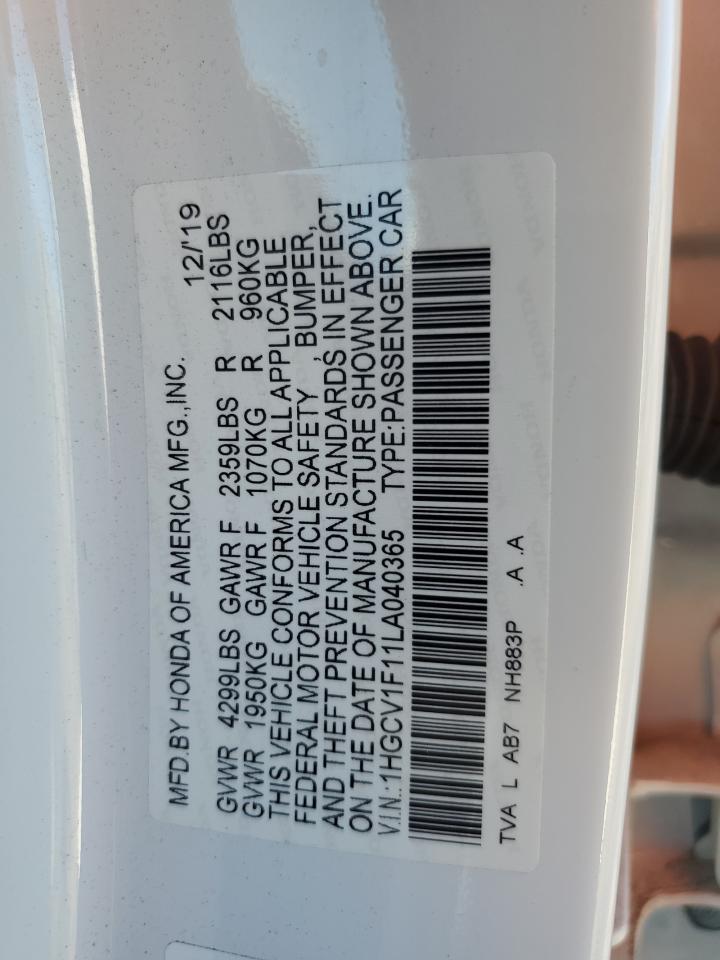 MFD.BY HONDA OF AMERICA MFG.,INC. 12/'19
GVWR 4299LBS GAWR F 2359LBS R 2116LBS
GVWR 1950KG GAWR F 1070KG R 960KG
THIS VEHICLE CONFORMS TO ALL APPLICABLE
FEDERAL MOTOR VEHICLE SAFETY , BUMPER,
AND THEFT PREVENTION STANDARDS IN EFFECT
ON THE DATE OF MANUFACTURE SHOWN ABOVE.
V.I.N.:1HGCV1F11LA040365 TYPE:PASSENGER CAR
TVA L AB7 NH883P .A .A